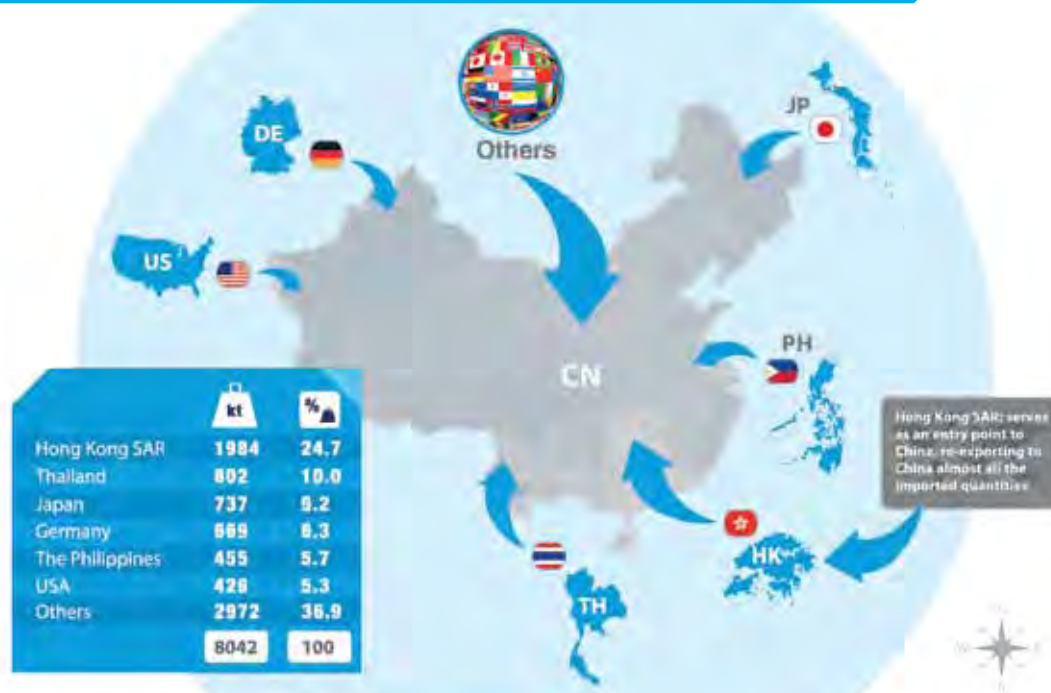 DE
Others
JP
US
CN
PH
kt
%
Hong Kong SAR 1984 24.7
Thailand 802 10.0
Japan 737 9.2
Germany 669 8.3
The Philippines 455 5.7
USA 5.3
Others 2972 36.9
8042 100
Hong Kong SAR: serves
as an entry point to
China, re-exporting to
China almost all the
imported quantities
HK
TH